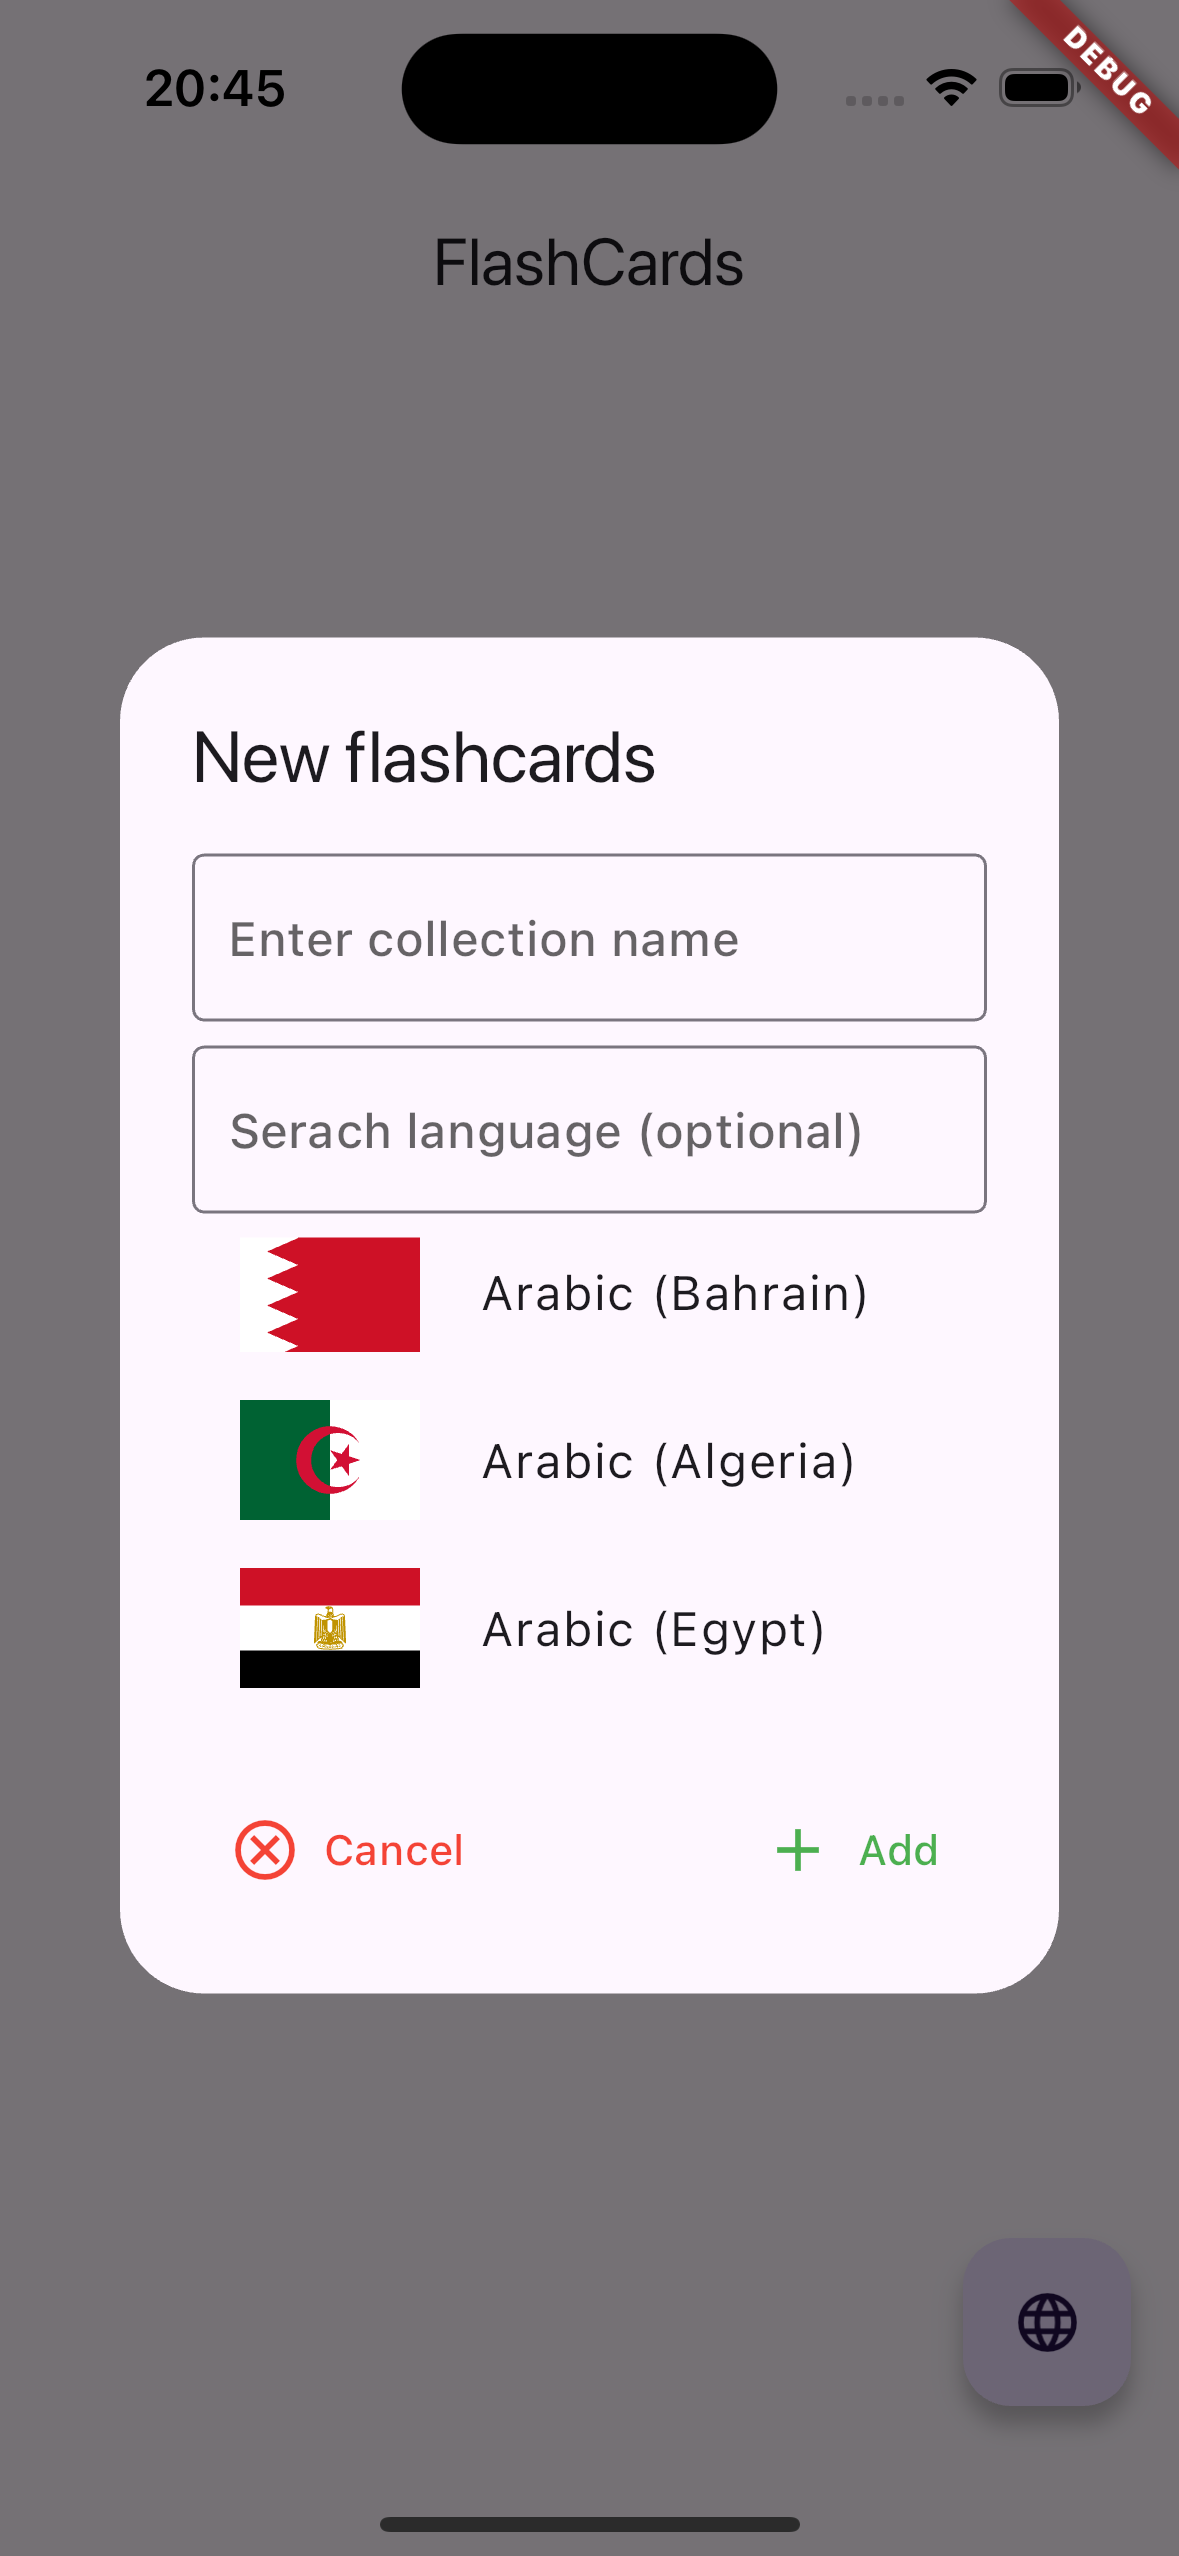 20:45
DEBUG
FlashCards
New flashcards
Enter collection name
Serach language (optional)
Arabic (Bahrain)
Arabic (Algeria)
Arabic (Egypt)
Cancel
Add